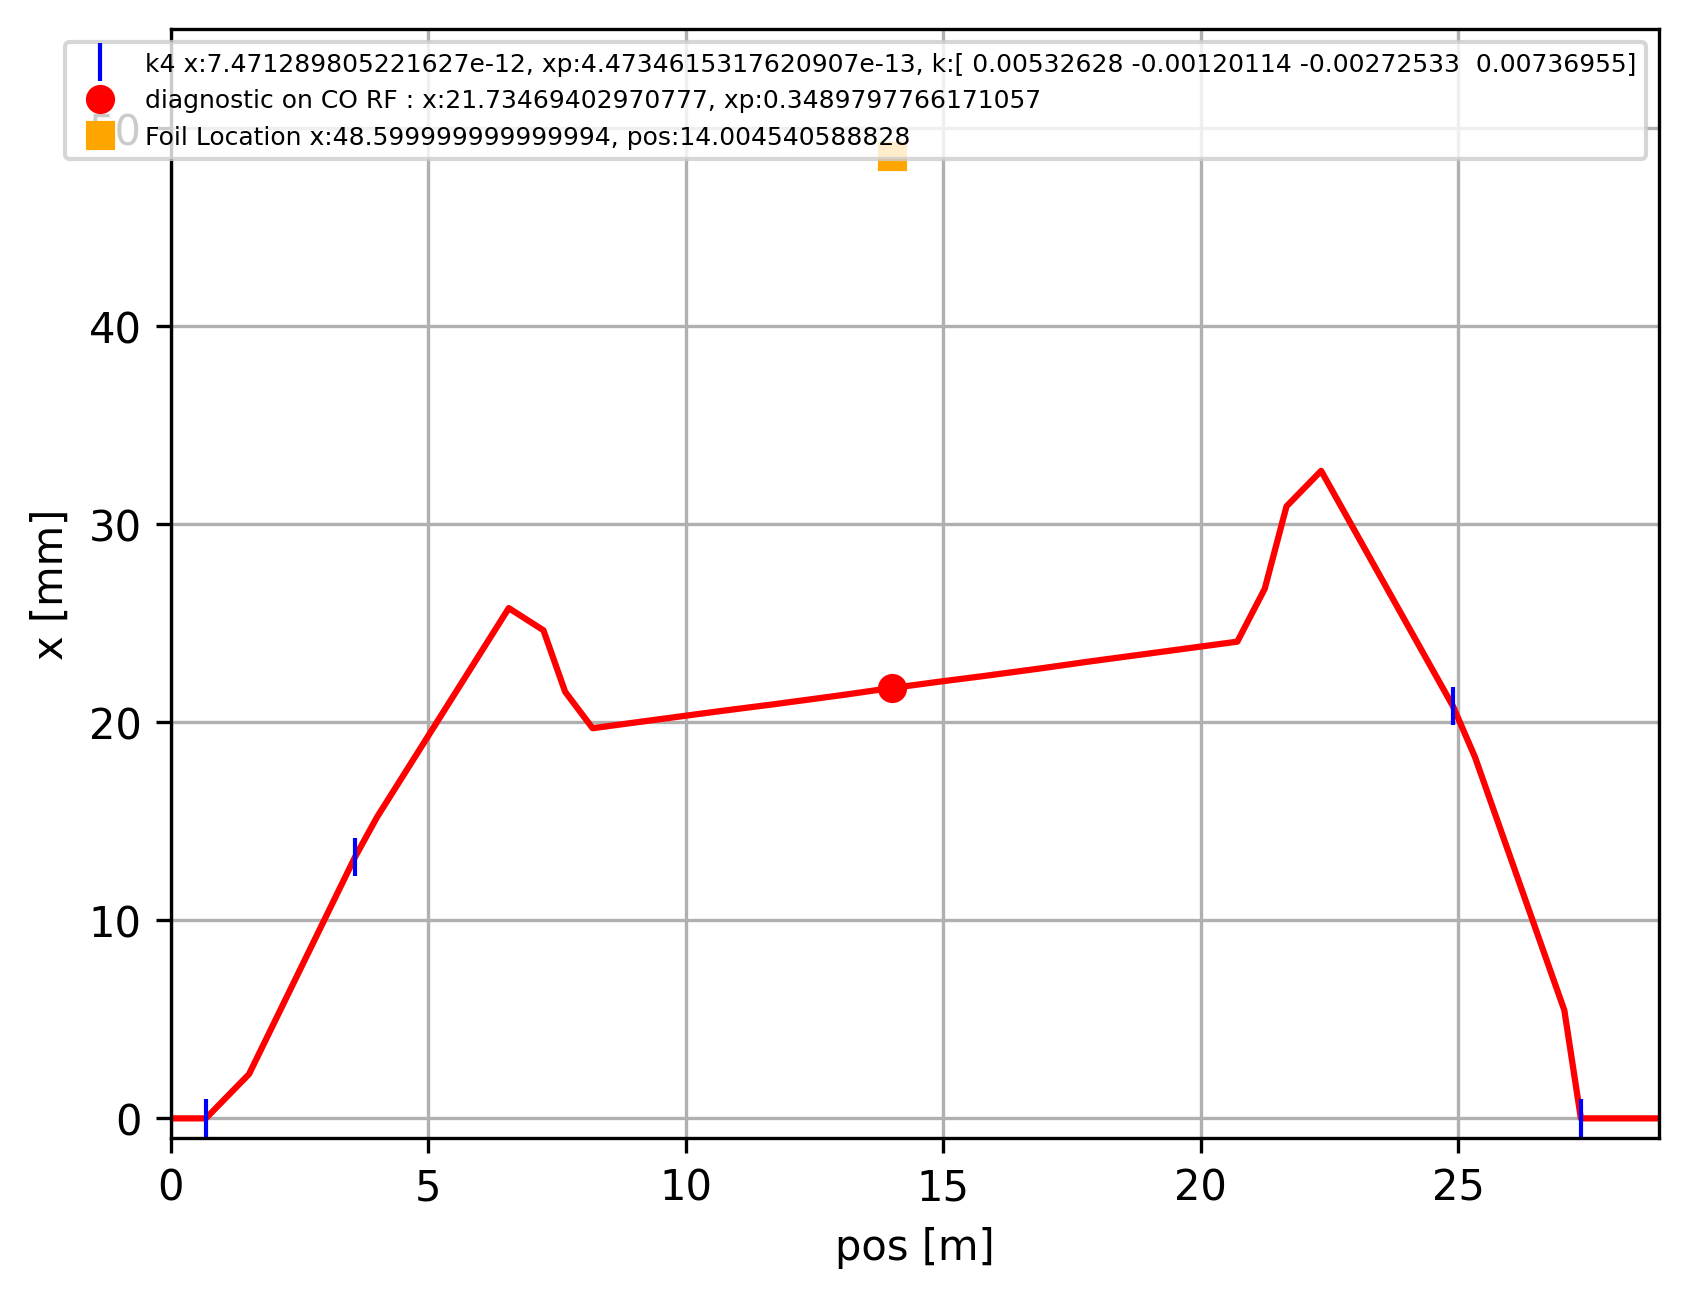 k4 x:7.471289805221627e-12, xp:4.4734615317620907e-13, k:[ 0.00532628 -0.00120114 -0.00272533  0.00736955]
diagnostic on CO RF : x:21.73469402970777, xp:0.3489797766171057
Foil Location x:48.599999999999994, pos:14.004540588828
50
40
30
20
10
0
x [mm]
0 5 10 15 20 25
pos [m]